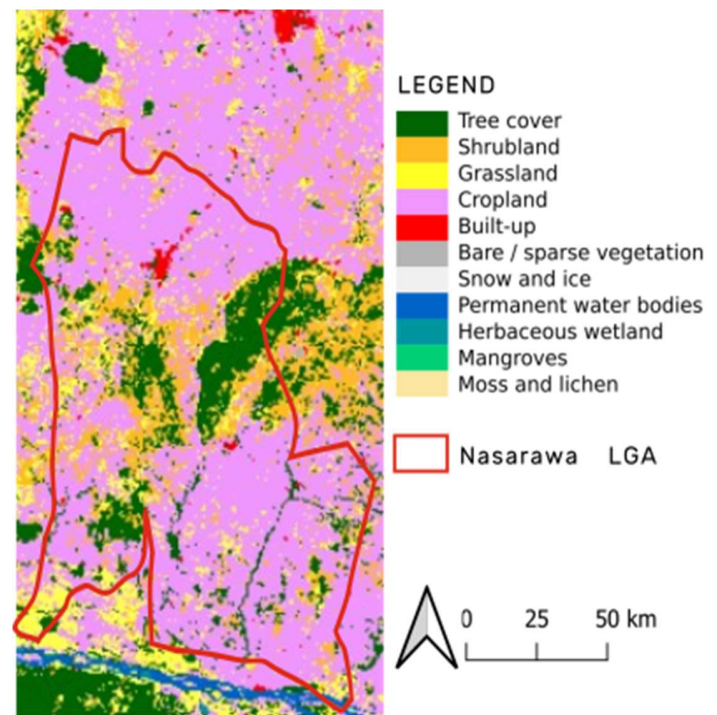 LEGEND
Tree cover
Shrubland
Grassland
Cropland
Built-up
Bare / sparse vegetation
Snow and ice
Permanent water bodies
Herbaceous wetland
Mangroves
Moss and lichen
Nasarawa LGA
0 25 50 km